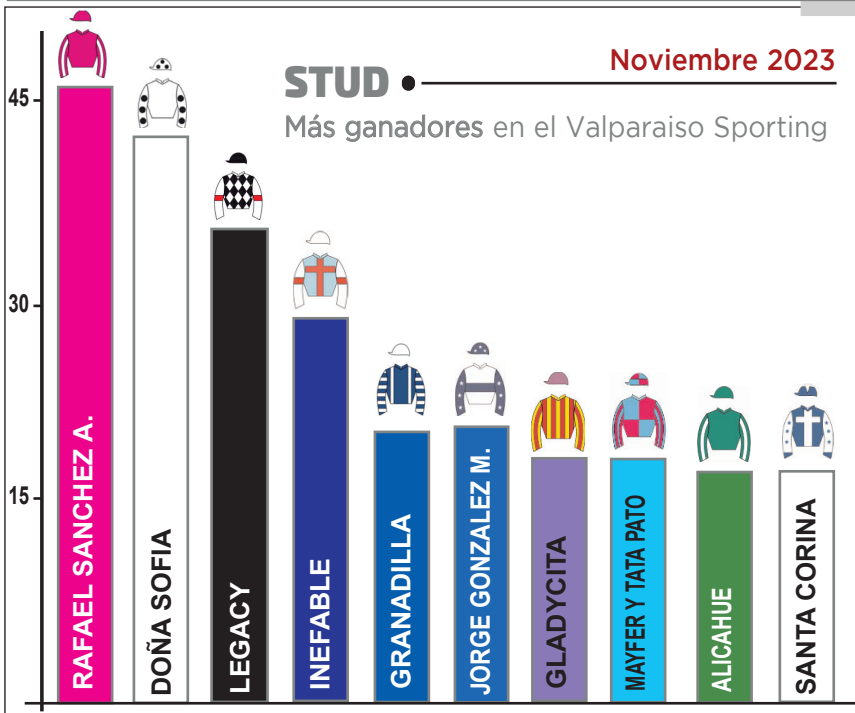 Noviembre 2023
STUD
Más ganadores en el Valparaiso Sporting
45
30
15
RAFAEL SANCHEZ A.
DOÑA SOFIA
LEGACY
INEFABLE
GRANADILLA
JORGE GONZALEZ M.
GLADYCITA
MAYFER Y TATA PATO
ALICAHUE
SANTA CORINA